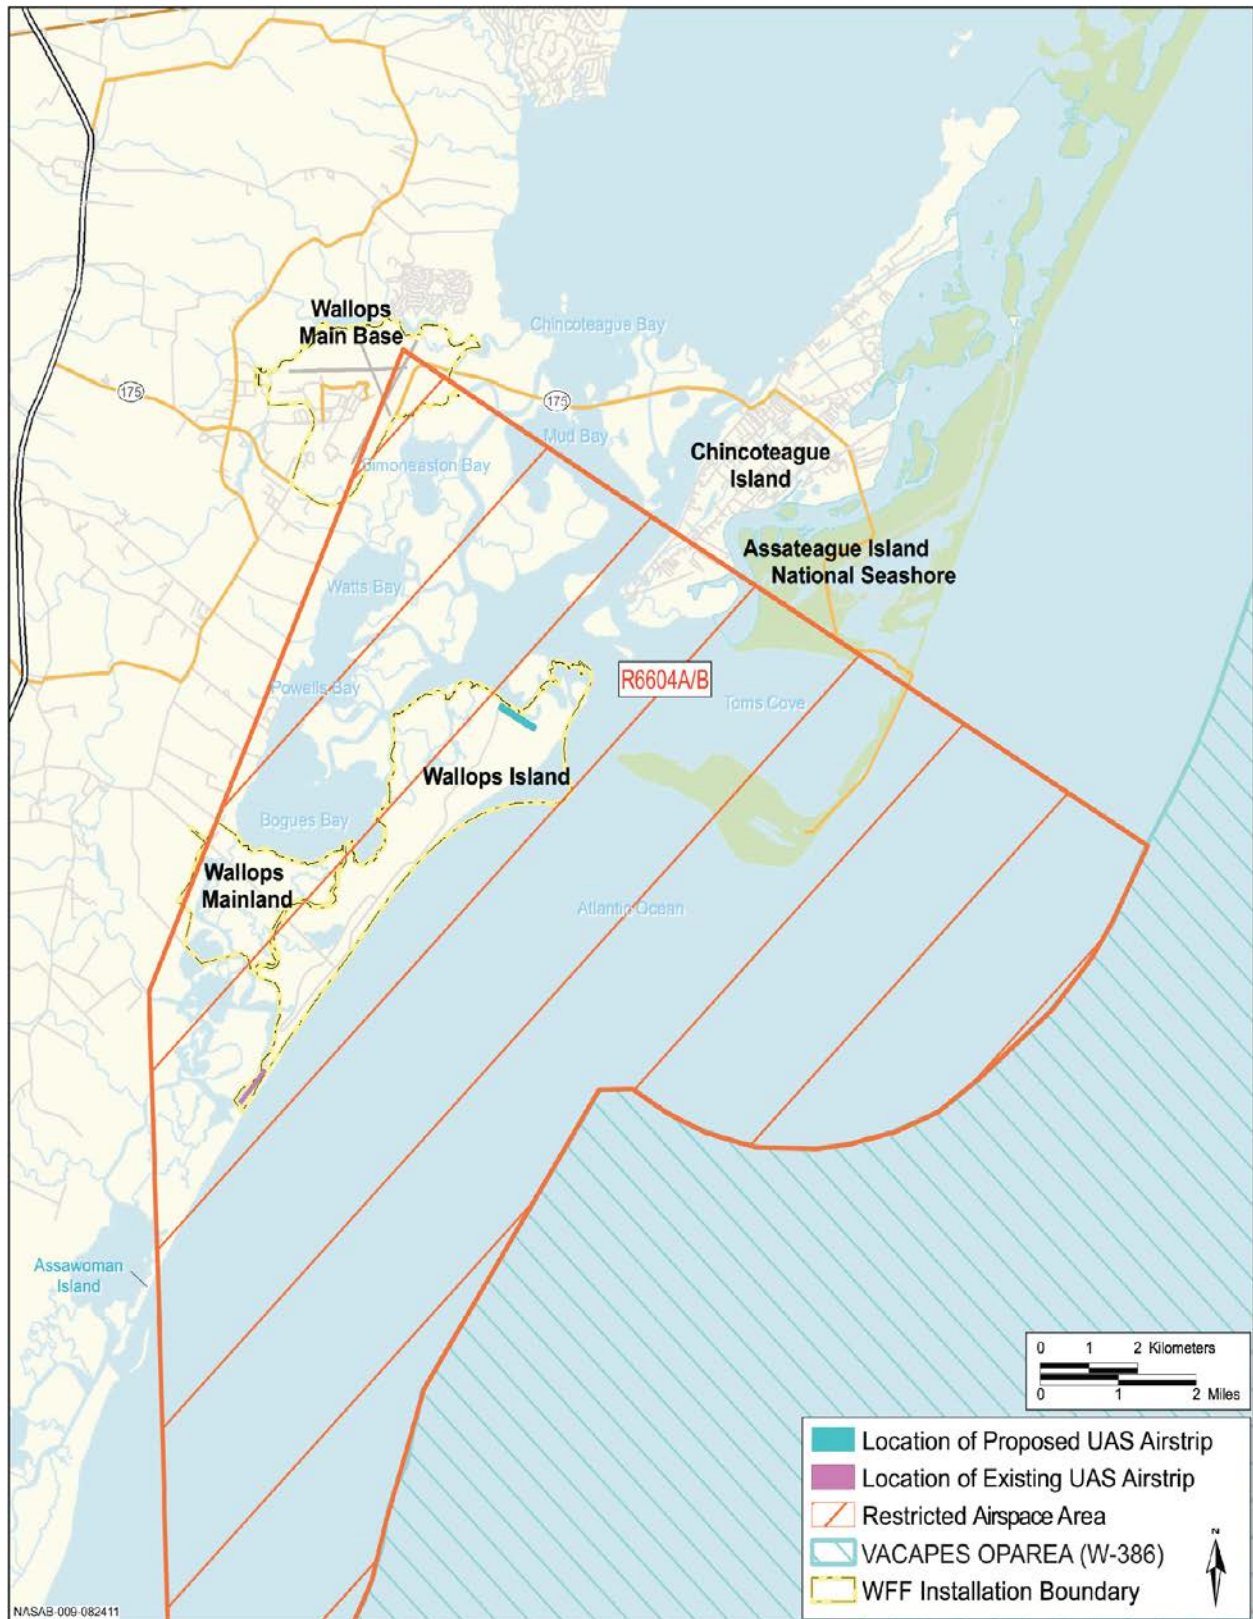 Wallops
Main Base
Chincoteague Bay
175
175
Mud Bay
Simoneaston Bay
Chincoteague
Island
Assateague Island
National Seashore
Watts Bay
R6604A/B
Powells Bay
Toms Cove
Wallops Island
Bogues Bay
Wallops
Mainland
Atlantic Ocean
Assawoman
Island
0 1 2 Kilometers
0 1 2 Miles
Location of Proposed UAS Airstrip
Location of Existing UAS Airstrip
Restricted Airspace Area
VACAPES OPAREA (W-386)
WFF Installation Boundary
N
NASAB-009-082411